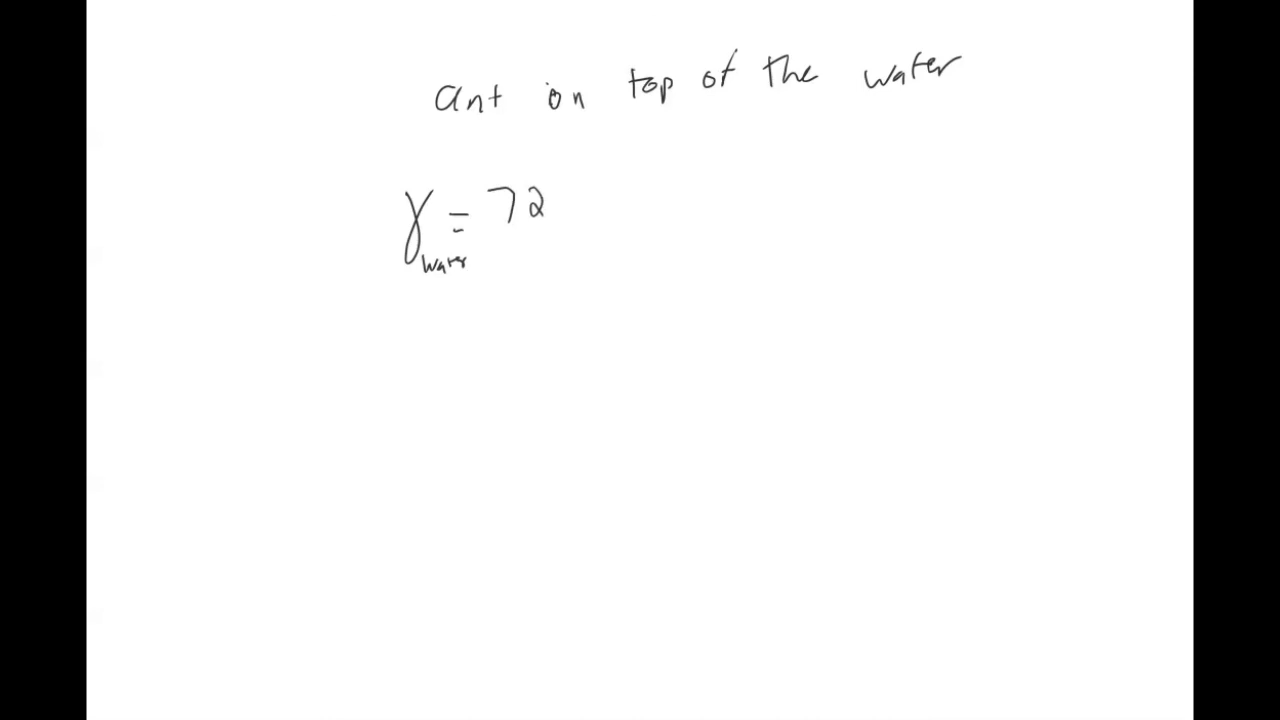 ant on top of the water
γwater = 72